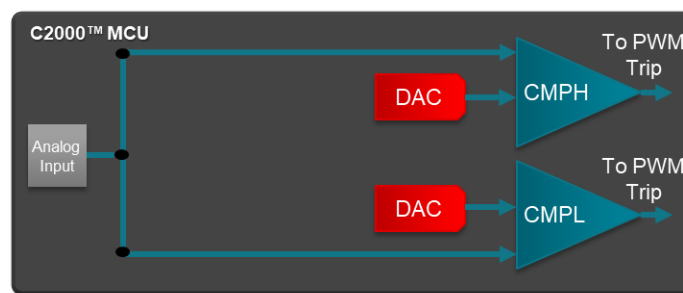 C2000™ MCU
To PWM
Trip
DAC
CMPH
Analog
Input
To PWM
Trip
DAC
CMPL